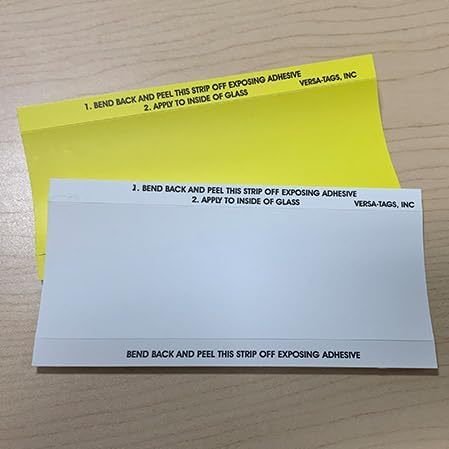 1. BEND BACK AND PEEL THIS STRIP OFF EXPOSING ADHESIVE
2. APPLY TO INSIDE OF GLASS VERSA-TAGS, INC
1. BEND BACK AND PEEL THIS STRIP OFF EXPOSING ADHESIVE
2. APPLY TO INSIDE OF GLASS VERSA-TAGS, INC
BEND BACK AND PEEL THIS STRIP OFF EXPOSING ADHESIVE